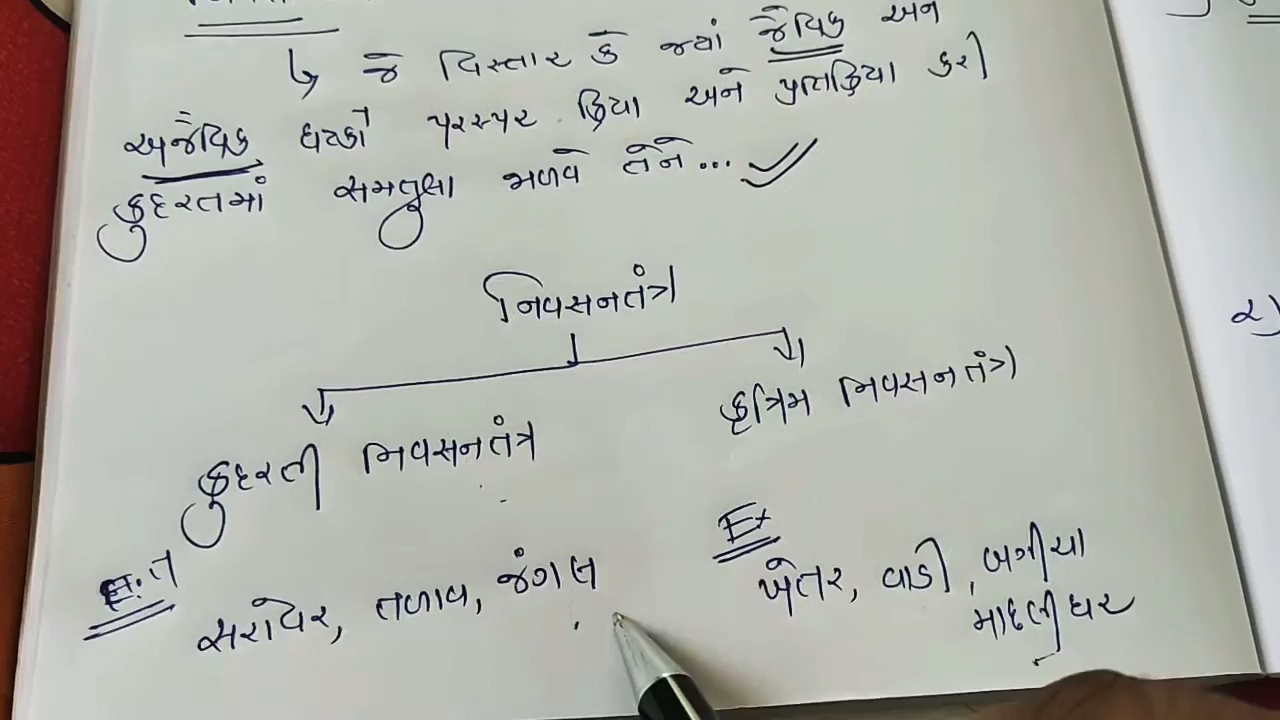 જે વિસ્તાર કે જ્યાં જૈવિક અને
અજૈવિક ઘટકો પરસ્પર ક્રિયા અને પ્રતિક્રિયા કરી
કુદરતમાં સમતુલા જાળવે તેને...
નિવસનતંત્ર
કુદરતી નિવસનતંત્ર
કૃત્રિમ નિવસનતંત્ર
સરોવર, તળાવ, જંગલ
Ex
ખેતર, વાડી, બગીચા
માછલીઘર
૨)